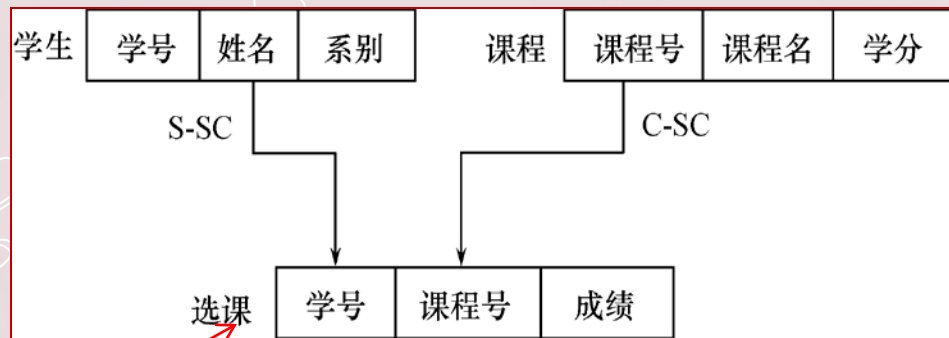 学生 学号 姓名 系别 课程 课程号 课程名 学分
S-SC C-SC
选课 学号 课程号 成绩